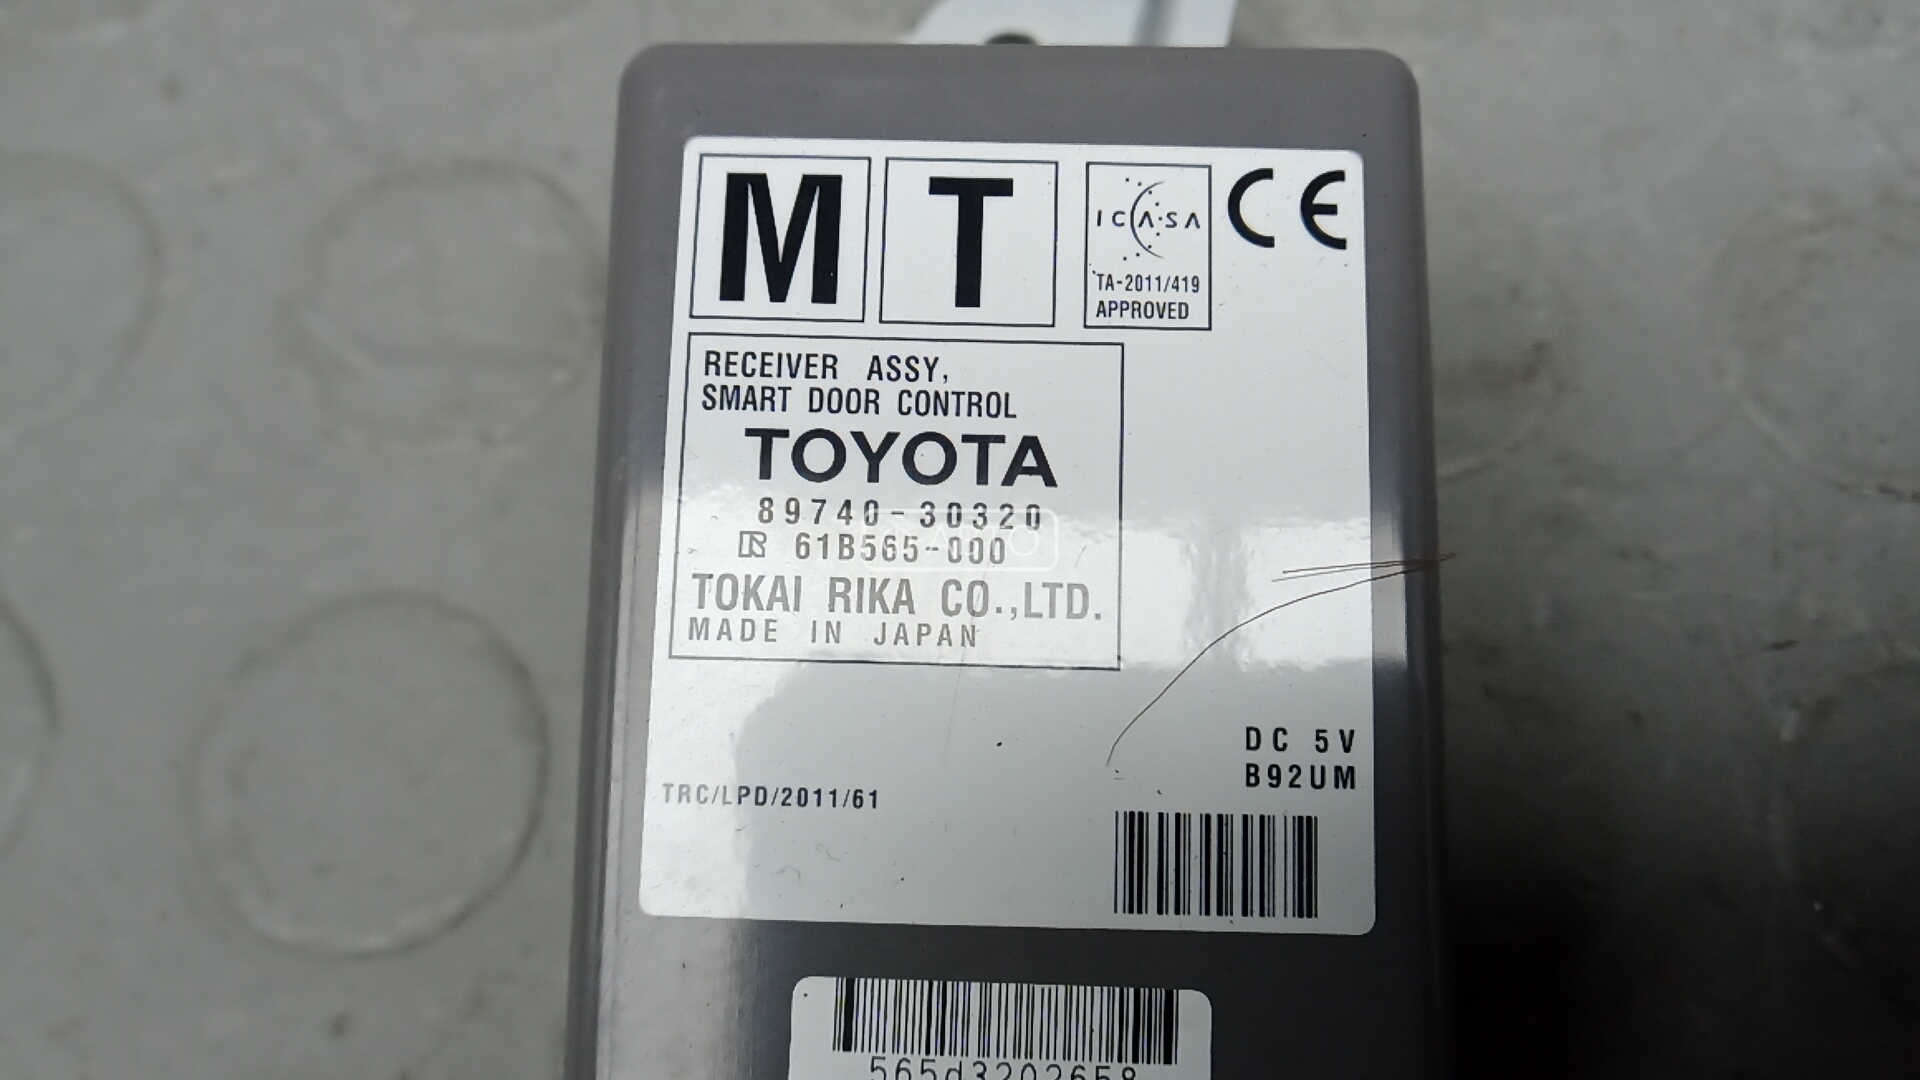 M T
ICASA
TA-2011/419
APPROVED
CE
RECEIVER ASSY,
SMART DOOR CONTROL
TOYOTA
89740-30320
61B565-000
TOKAI RIKA CO.,LTD.
MADE IN JAPAN
DC 5V
B92UM
TRC/LPD/2011/61
565d3202658